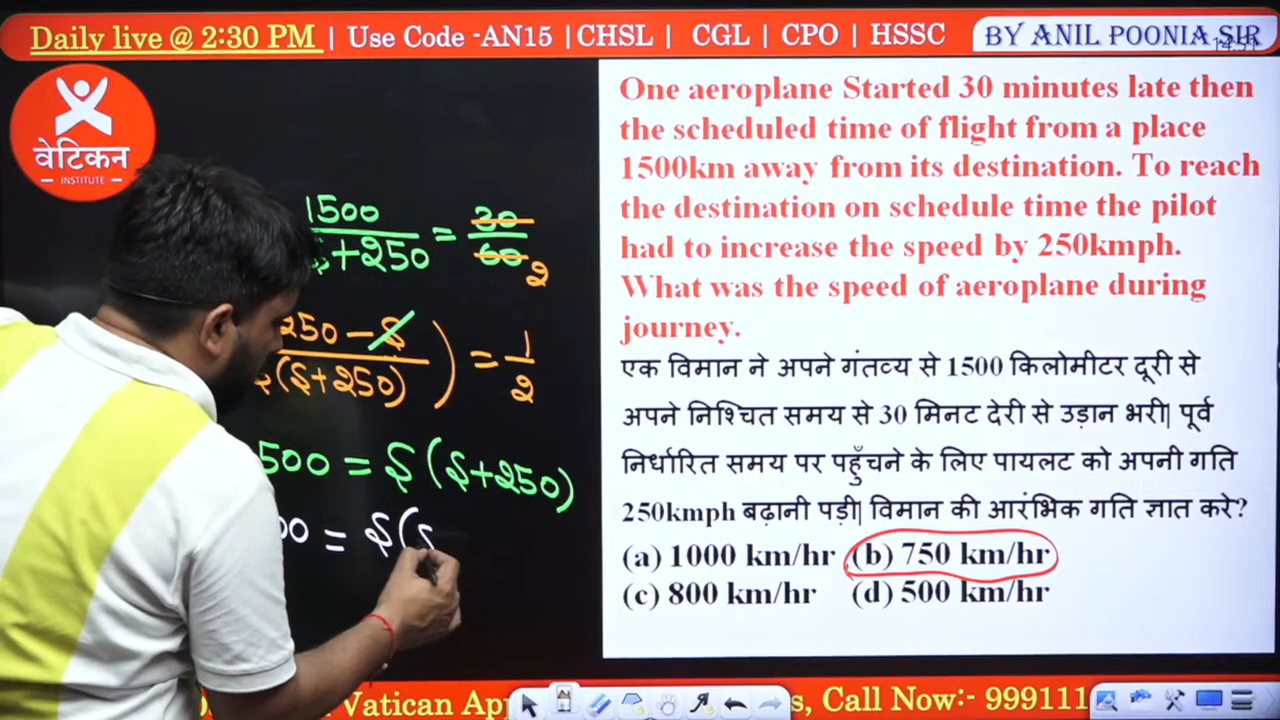 Daily live @ 2:30 PM | Use Code -AN15 |CHSL | CGL | CPO | HSSC
BY ANIL POONIA SIR
14:51
वेटिकन
INSTITUTE
1500
S+250
=
30
60
2
250 - S
S(S+250)
) = 1
2
500 = S(S+250)
00 = S(S
One aeroplane Started 30 minutes late then
the scheduled time of flight from a place
1500km away from its destination. To reach
the destination on schedule time the pilot
had to increase the speed by 250kmph.
What was the speed of aeroplane during
journey.
एक विमान ने अपने गंतव्य से 1500 किलोमीटर दूरी से
अपने निश्चित समय से 30 मिनट देरी से उड़ान भरी| पूर्व
निर्धारित समय पर पहुँचने के लिए पायलट को अपनी गति
250kmph बढ़ानी पड़ी| विमान की आरंभिक गति ज्ञात करे?
(a) 1000 km/hr (b) 750 km/hr
(c) 800 km/hr (d) 500 km/hr
Vatican Ap
s, Call Now:- 999111